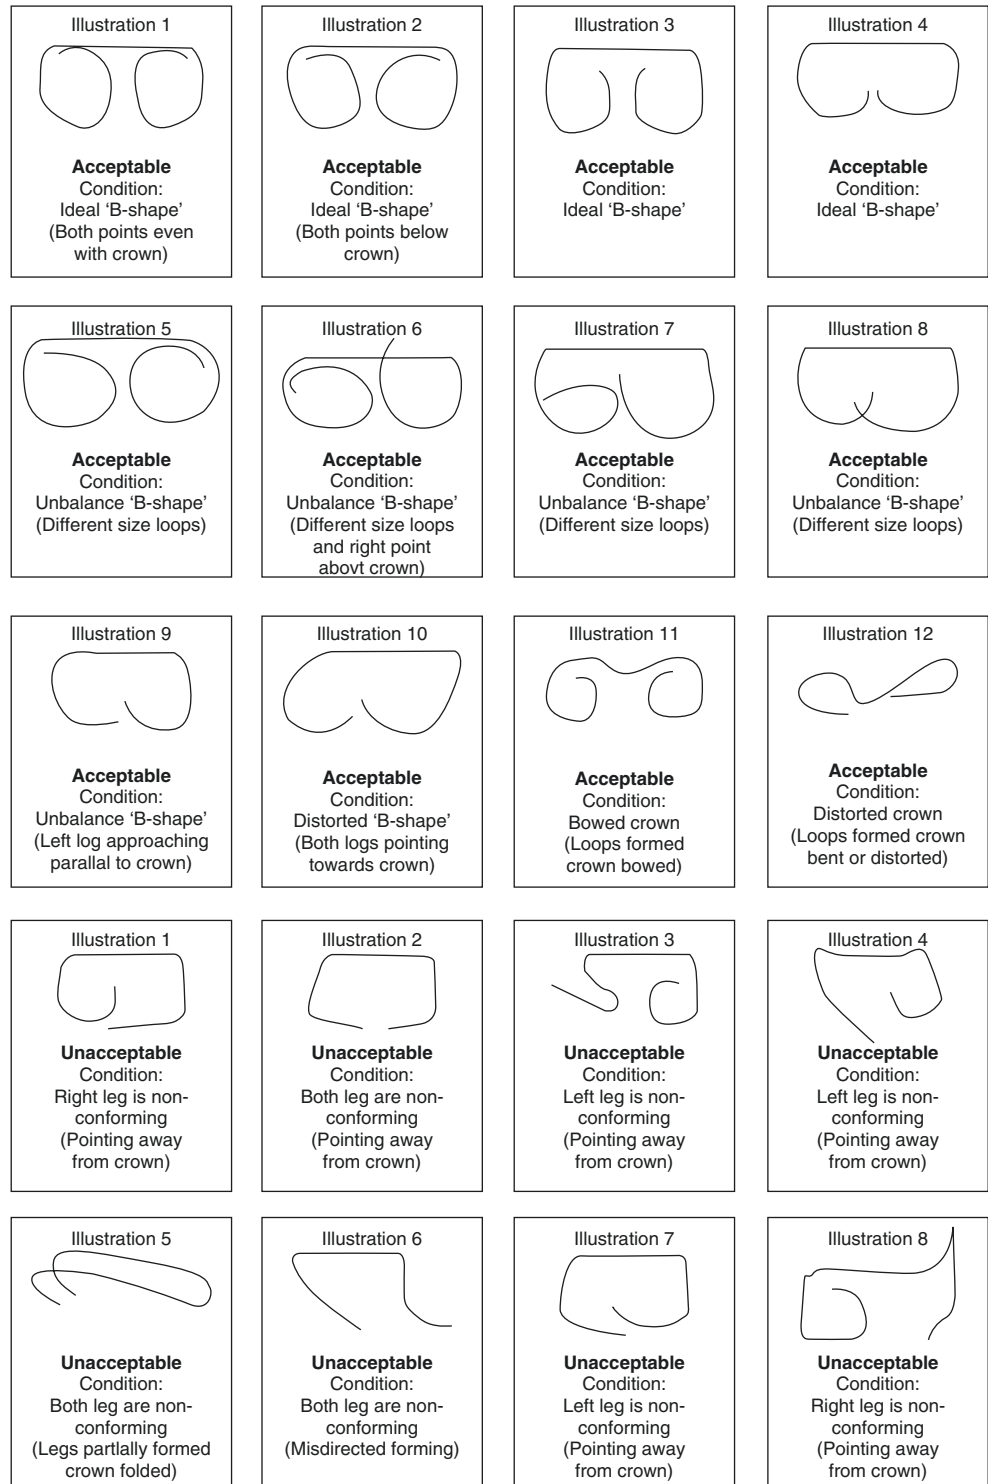 Illustration 1
Acceptable
Condition:
Ideal ‘B-shape’
(Both points even
with crown)
Illustration 2
Acceptable
Condition:
Ideal ‘B-shape’
(Both points below
crown)
Illustration 3
Acceptable
Condition:
Ideal ‘B-shape’
Illustration 4
Acceptable
Condition:
Ideal ‘B-shape’
Illustration 5
Acceptable
Condition:
Unbalance ‘B-shape’
(Different size loops)
Illustration 6
Acceptable
Condition:
Unbalance ‘B-shape’
(Different size loops
and right point
abovt crown)
Illustration 7
Acceptable
Condition:
Unbalance ‘B-shape’
(Different size loops)
Illustration 8
Acceptable
Condition:
Unbalance ‘B-shape’
(Different size loops)
Illustration 9
Acceptable
Condition:
Unbalance ‘B-shape’
(Left log approaching
parallal to crown)
Illustration 10
Acceptable
Condition:
Distorted ‘B-shape’
(Both logs pointing
towards crown)
Illustration 11
Acceptable
Condition:
Bowed crown
(Loops formed
crown bowed)
Illustration 12
Acceptable
Condition:
Distorted crown
(Loops formed crown
bent or distorted)
Illustration 1
Unacceptable
Condition:
Right leg is non-
conforming
(Pointing away
from crown)
Illustration 2
Unacceptable
Condition:
Both leg are non-
conforming
(Pointing away
from crown)
Illustration 3
Unacceptable
Condition:
Left leg is non-
conforming
(Pointing away
from crown)
Illustration 4
Unacceptable
Condition:
Left leg is non-
conforming
(Pointing away
from crown)
Illustration 5
Unacceptable
Condition:
Both leg are non-
conforming
(Legs partlally formed
crown folded)
Illustration 6
Unacceptable
Condition:
Both leg are non-
conforming
(Misdirected forming)
Illustration 7
Unacceptable
Condition:
Left leg is non-
conforming
(Pointing away
from crown)
Illustration 8
Unacceptable
Condition:
Right leg is non-
conforming
(Pointing away
from crown)